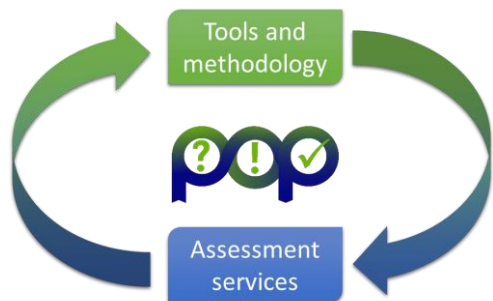 Tools and
methodology
pop
? ! ✓
Assessment
services